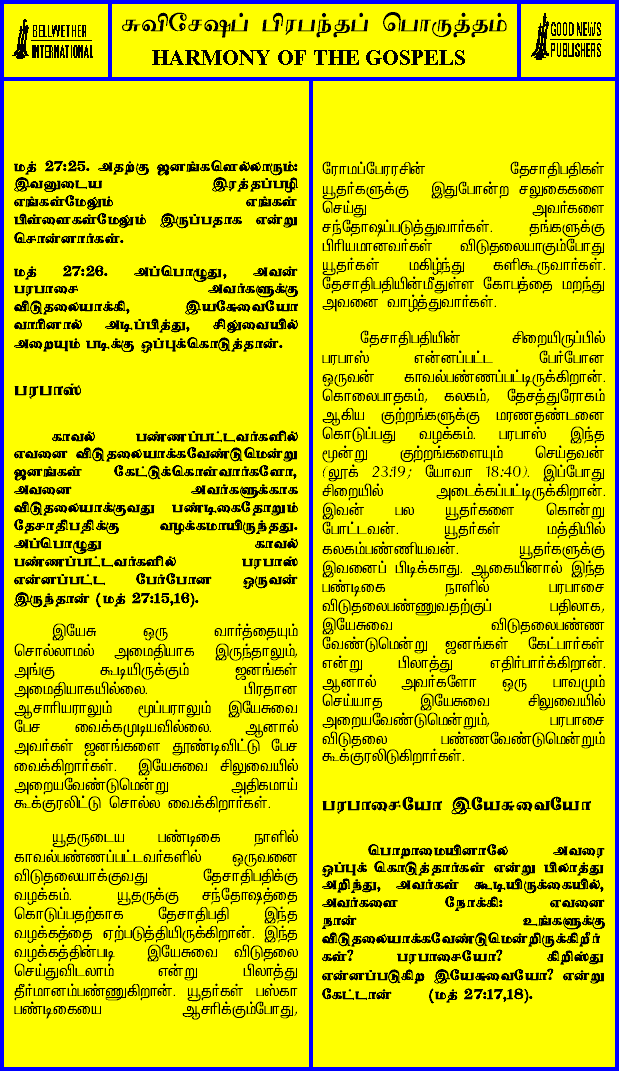 BELLWETHER
INTERNATIONAL
சுவிசேஷப் பிரபந்தப் பொருத்தம்
HARMONY OF THE GOSPELS
GOOD NEWS
PUBLISHERS
மத் 27:25. அதற்கு ஜனங்களெல்லாரும்:
இவனுடைய இரத்தப்பழி
எங்கள்மேலும் எங்கள்
பிள்ளைகள்மேலும் இருப்பதாக என்று
சொன்னார்கள்.
மத் 27:26. அப்பொழுது, அவன்
பரபாசை அவர்களுக்கு
விடுதலையாக்கி, இயேசுவையோ
வாரினால் அடிப்பித்து, சிலுவையில்
அறையும் படிக்கு ஒப்புக்கொடுத்தான்.
பரபாஸ்
காவல் பண்ணப்பட்டவர்களில்
எவனை விடுதலையாக்கவேண்டுமென்று
ஜனங்கள் கேட்டுக்கொள்வார்களோ,
அவனை அவர்களுக்காக
விடுதலையாக்குவது பண்டிகைதோறும்
தேசாதிபதிக்கு வழக்கமாயிருந்தது.
அப்பொழுது காவல்
பண்ணப்பட்டவர்களில் பரபாஸ்
என்னப்பட்ட பேர்போன ஒருவன்
இருந்தான் (மத் 27:15,16).
இயேசு ஒரு வார்த்தையும்
சொல்லாமல் அமைதியாக இருந்தாலும்,
அங்கு கூடியிருக்கும் ஜனங்கள்
அமைதியாகயில்லை. பிரதான
ஆசாரியராலும் மூப்பராலும் இயேசுவை
பேச வைக்கமுடியவில்லை. ஆனால்
அவர்கள் ஜனங்களை தூண்டிவிட்டு பேச
வைக்கிறார்கள். இயேசுவை சிலுவையில்
அறையவேண்டுமென்று அதிகமாய்
கூக்குரலிட்டு சொல்ல வைக்கிறார்கள்.
யூதருடைய பண்டிகை நாளில்
காவல்பண்ணப்பட்டவர்களில் ஒருவனை
விடுதலையாக்குவது தேசாதிபதிக்கு
வழக்கம். யூதருக்கு சந்தோஷத்தை
கொடுப்பதற்காக தேசாதிபதி இந்த
வழக்கத்தை ஏற்படுத்தியிருக்கிறான். இந்த
வழக்கத்தின்படி இயேசுவை விடுதலை
செய்துவிடலாம் என்று பிலாத்து
தீர்மானம்பண்ணுகிறான். யூதர்கள் பஸ்கா
பண்டிகையை ஆசரிக்கும்போது,
ரோமப்பேரரசின் தேசாதிபதிகள்
யூதர்களுக்கு இதுபோன்ற சலுகைகளை
செய்து அவர்களை
சந்தோஷப்படுத்துவார்கள். தங்களுக்கு
பிரியமானவர்கள் விடுதலையாகும்போது
யூதர்கள் மகிழ்ந்து களிகூருவார்கள்.
தேசாதிபதியின்மீதுள்ள கோபத்தை மறந்து
அவனை வாழ்த்துவார்கள்.
தேசாதிபதியின் சிறையிருப்பில்
பரபாஸ் என்னப்பட்ட பேர்போன
ஒருவன் காவல்பண்ணப்பட்டிருக்கிறான்.
கொலைபாதகம், கலகம், தேசத்துரோகம்
ஆகிய குற்றங்களுக்கு மரணதண்டனை
கொடுப்பது வழக்கம். பரபாஸ் இந்த
மூன்று குற்றங்களையும் செய்தவன்
(லூக் 23:19; யோவா 18:40). இப்போது
சிறையில் அடைக்கப்பட்டிருக்கிறான்.
இவன் பல யூதர்களை கொன்று
போட்டவன். யூதர்கள் மத்தியில்
கலகம்பண்ணியவன். யூதர்களுக்கு
இவனைப் பிடிக்காது. ஆகையினால் இந்த
பண்டிகை நாளில் பரபாசை
விடுதலைபண்ணுவதற்குப் பதிலாக,
இயேசுவை விடுதலைபண்ண
வேண்டுமென்று ஜனங்கள் கேட்பார்கள்
என்று பிலாத்து எதிர்பார்க்கிறான்.
ஆனால் அவர்களோ ஒரு பாவமும்
செய்யாத இயேசுவை சிலுவையில்
அறையவேண்டுமென்றும், பரபாசை
விடுதலை பண்ணவேண்டுமென்றும்
கூக்குரலிடுகிறார்கள்.
பரபாசையோ இயேசுவையோ
பொறாமையினாலே அவரை
ஒப்புக் கொடுத்தார்கள் என்று பிலாத்து
அறிந்து, அவர்கள் கூடியிருக்கையில்,
அவர்களை நோக்கி: எவனை
நான் உங்களுக்கு
விடுதலையாக்கவேண்டுமென்றிருக்கிறீர்
கள்? பரபாசையோ? கிறிஸ்து
என்னப்படுகிற இயேசுவையோ? என்று
கேட்டான் (மத் 27:17,18).